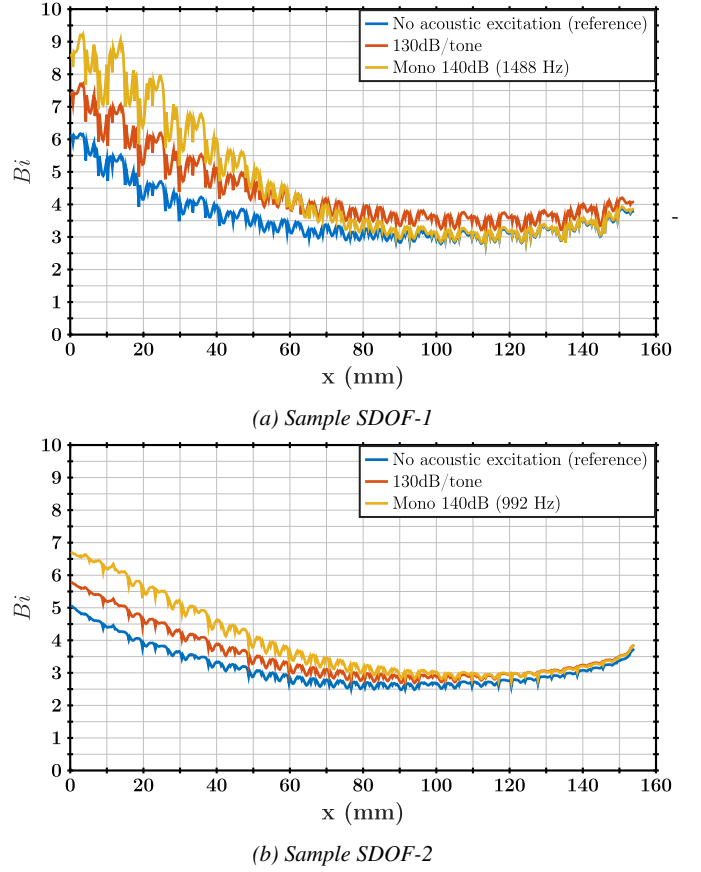 10
9
8
7
6
5
4
3
2
1
0
Bi
No acoustic excitation (reference)
130dB/tone
Mono 140dB (1488 Hz)
-
0 20 40 60 80 100 120 140 160
x (mm)
(a) Sample SDOF-1
10
9
8
7
6
5
4
3
2
1
0
Bi
No acoustic excitation (reference)
130dB/tone
Mono 140dB (992 Hz)
0 20 40 60 80 100 120 140 160
x (mm)
(b) Sample SDOF-2